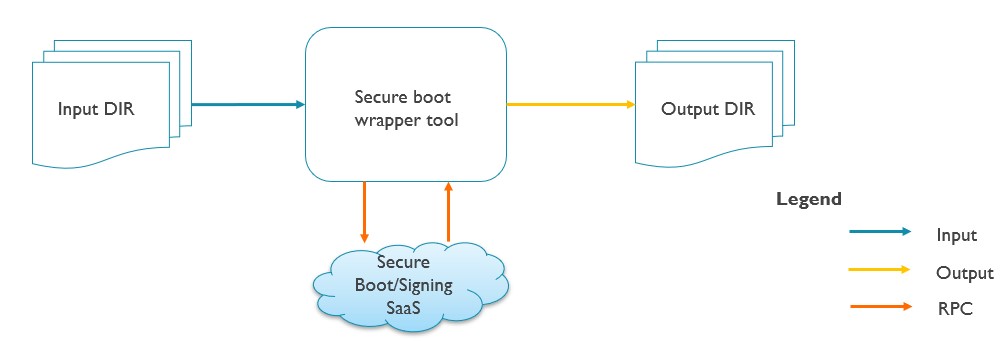 Input DIR
Secure boot
wrapper tool
Output DIR
Secure
Boot/Signing
SaaS
Legend
Input
Output
RPC